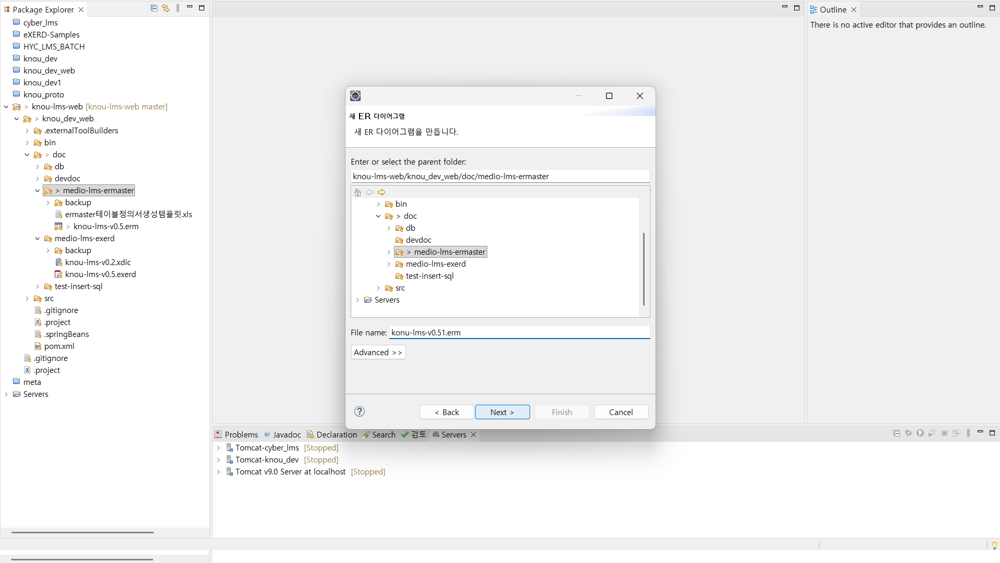 Package Explorer
cyber_lms
eXERD-Samples
HYC_LMS_BATCH
knou_dev
knou_dev_web
knou_dev1
knou_proto
> knou-lms-web [knou-lms-web master]
> knou_dev_web
.externalToolBuilders
bin
> doc
db
devdoc
> medio-lms-ermaster
backup
ermaster테이블정의서생성템플릿.xls
> knou-lms-v0.5.erm
medio-lms-exerd
backup
knou-lms-v0.2.xdic
knou-lms-v0.5.exerd
test-insert-sql
src
.gitignore
.project
.springBeans
pom.xml
.gitignore
.project
meta
Servers
새 ER 다이어그램
새 ER 다이어그램을 만듭니다.
Enter or select the parent folder:
knou-lms-web/knou_dev_web/doc/medio-lms-ermaster
bin
> doc
db
devdoc
> medio-lms-ermaster
medio-lms-exerd
test-insert-sql
src
Servers
File name: konu-lms-v0.51.erm
Advanced >>
< Back Next > Finish Cancel
Outline
There is no active editor that provides an outline.
Problems @ Javadoc Declaration Search 검토 Servers
Tomcat-cyber_lms [Stopped]
Tomcat-knou_dev [Stopped]
Tomcat v9.0 Server at localhost [Stopped]